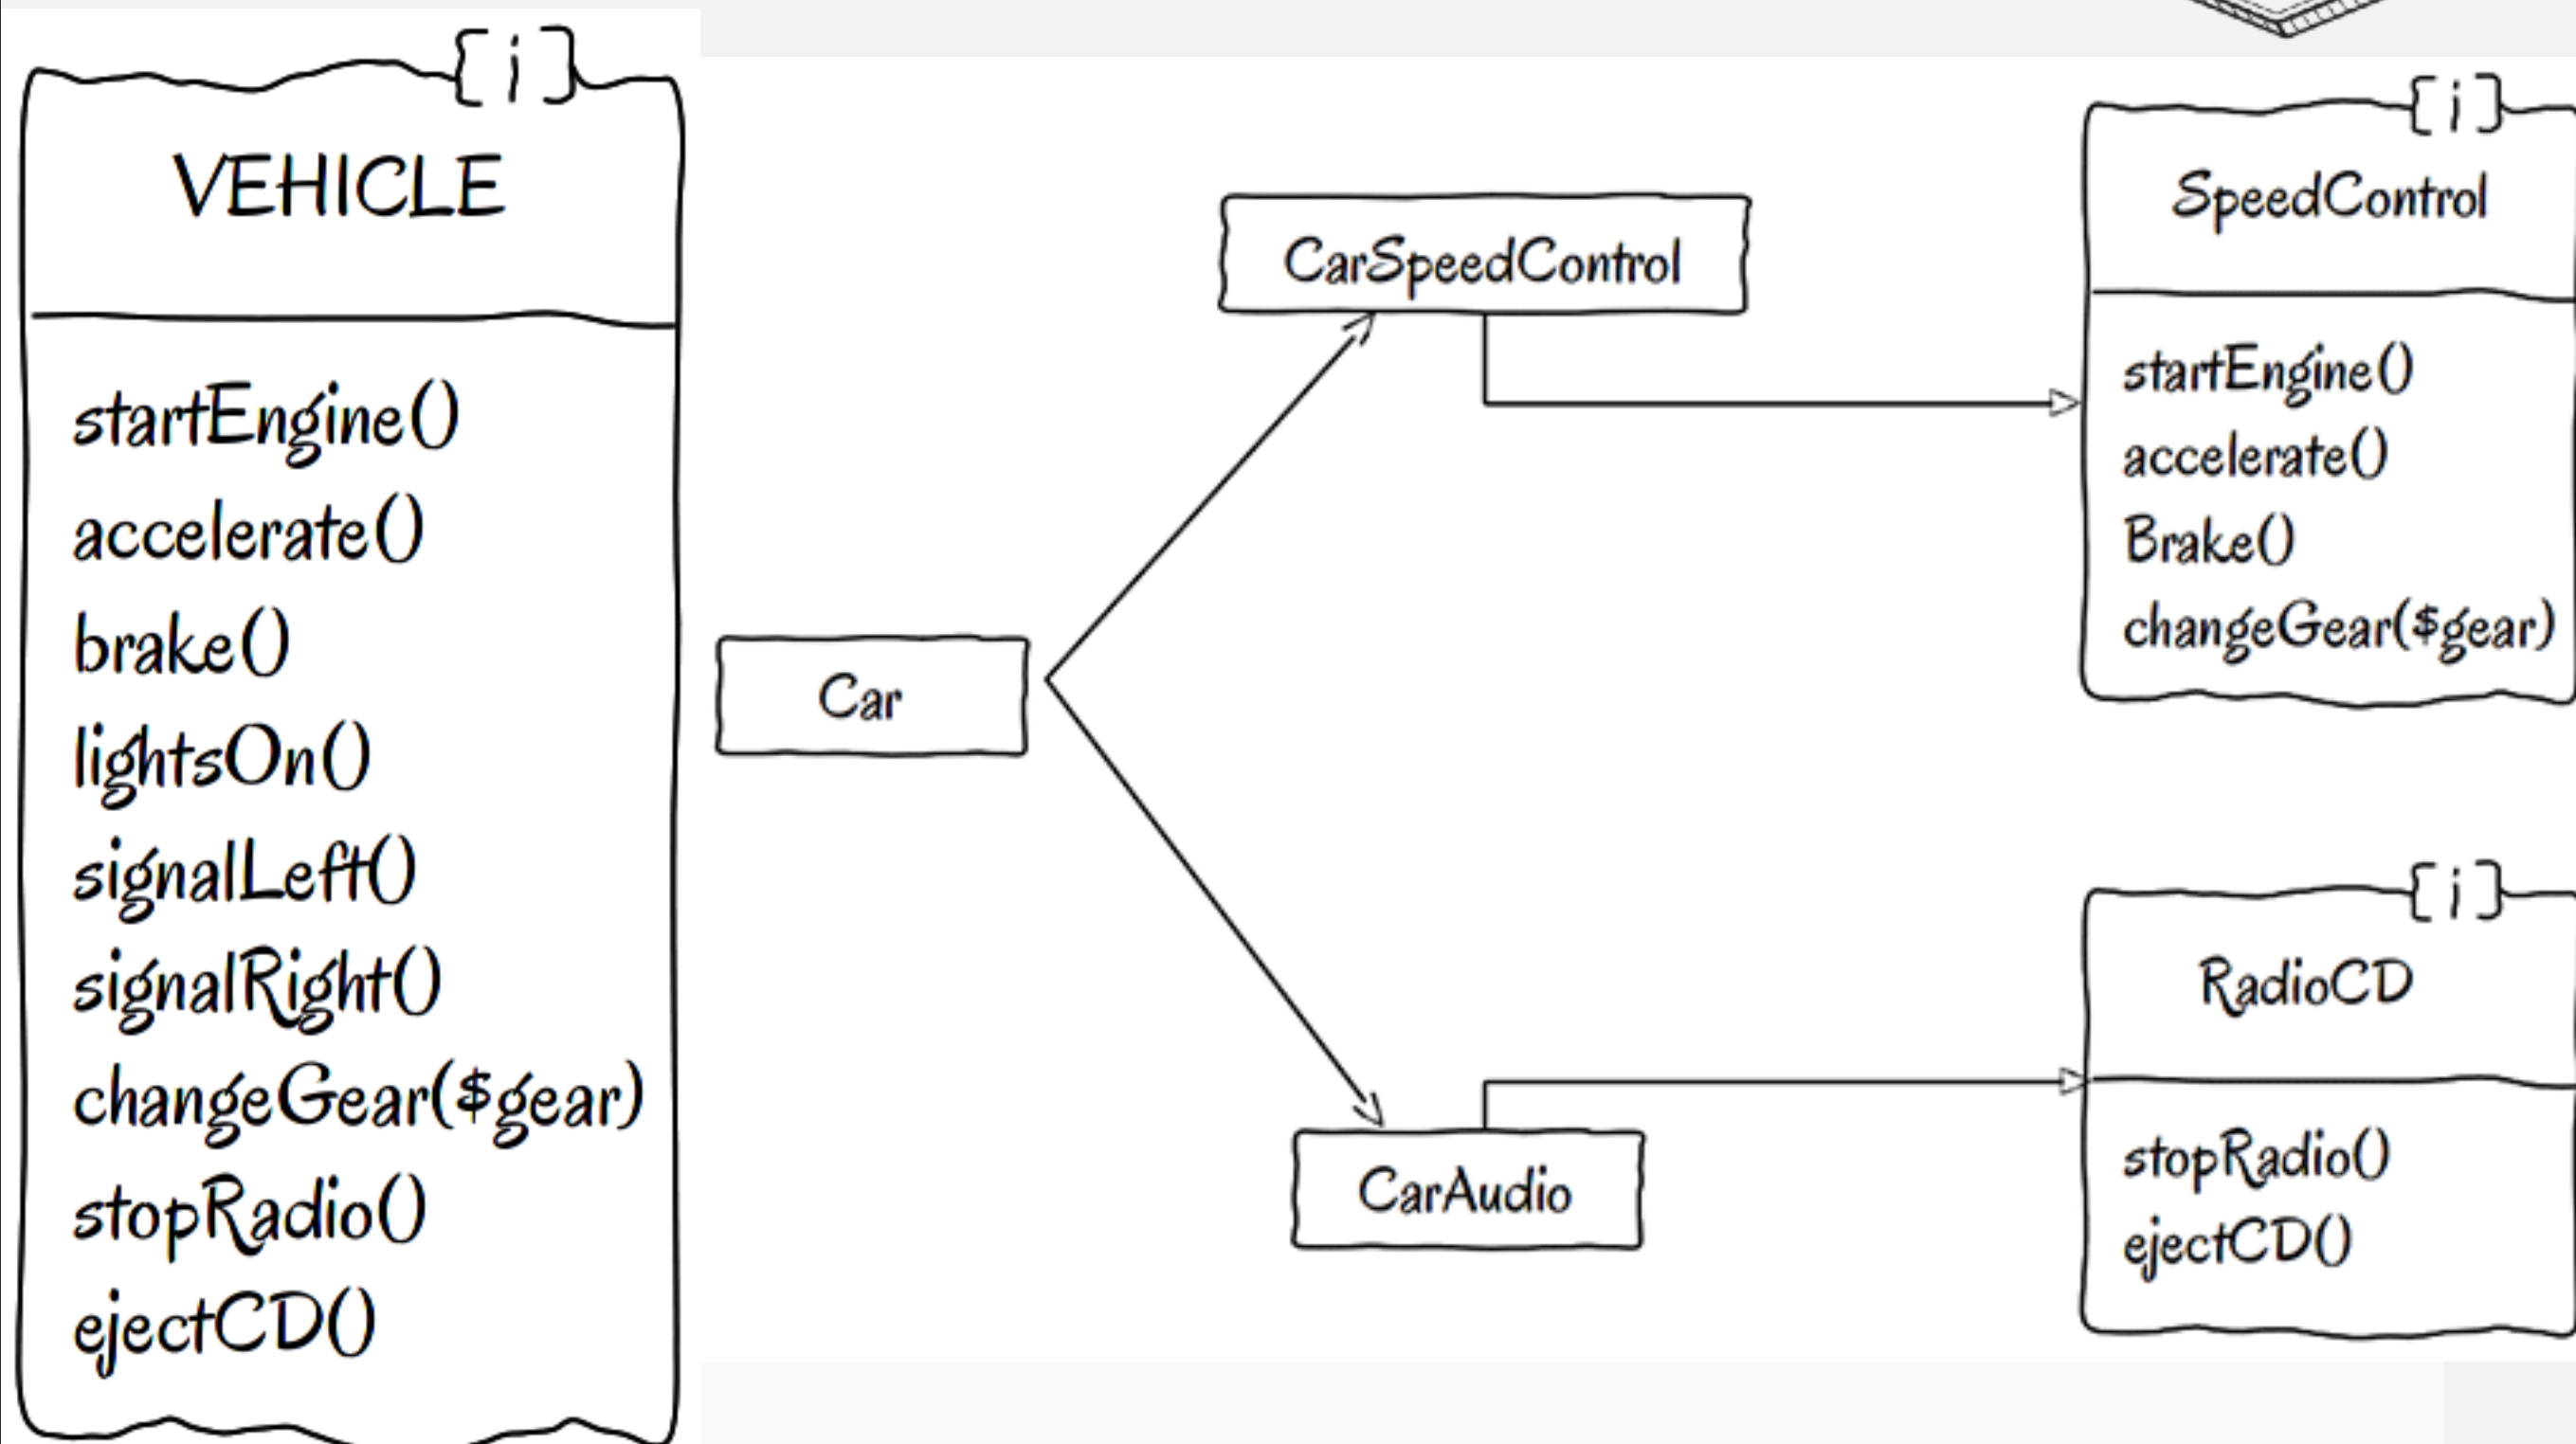 [i]
VEHICLE
startEngine()
accelerate()
brake()
lightsOn()
signalLeft()
signalRight()
changeGear($gear)
stopRadio()
ejectCD()
Car
CarSpeedControl
CarAudio
[i]
SpeedControl
startEngine()
accelerate()
Brake()
changeGear($gear)
[i]
RadioCD
stopRadio()
ejectCD()